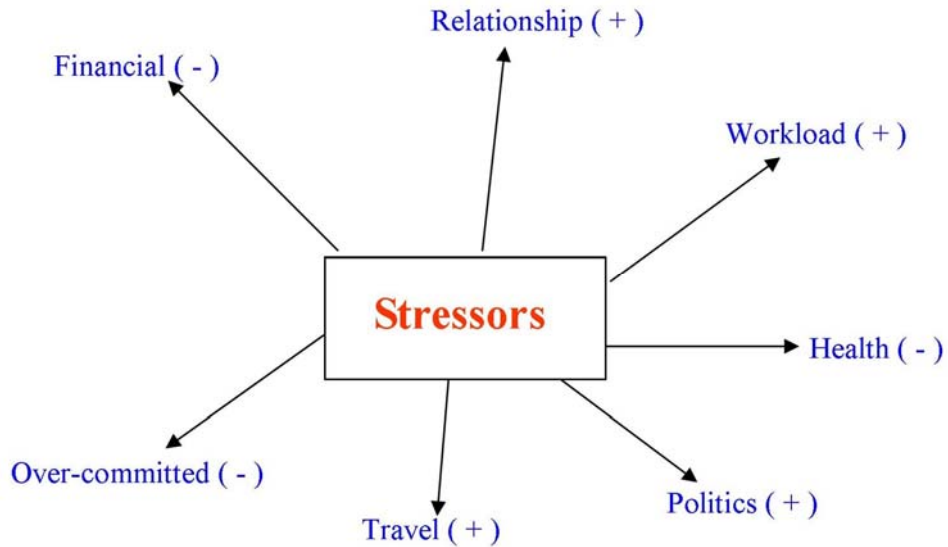 Relationship ( + )
Financial ( - )
Workload ( + )
Stressors
Health ( - )
Over-committed ( - )
Politics ( + )
Travel ( + )